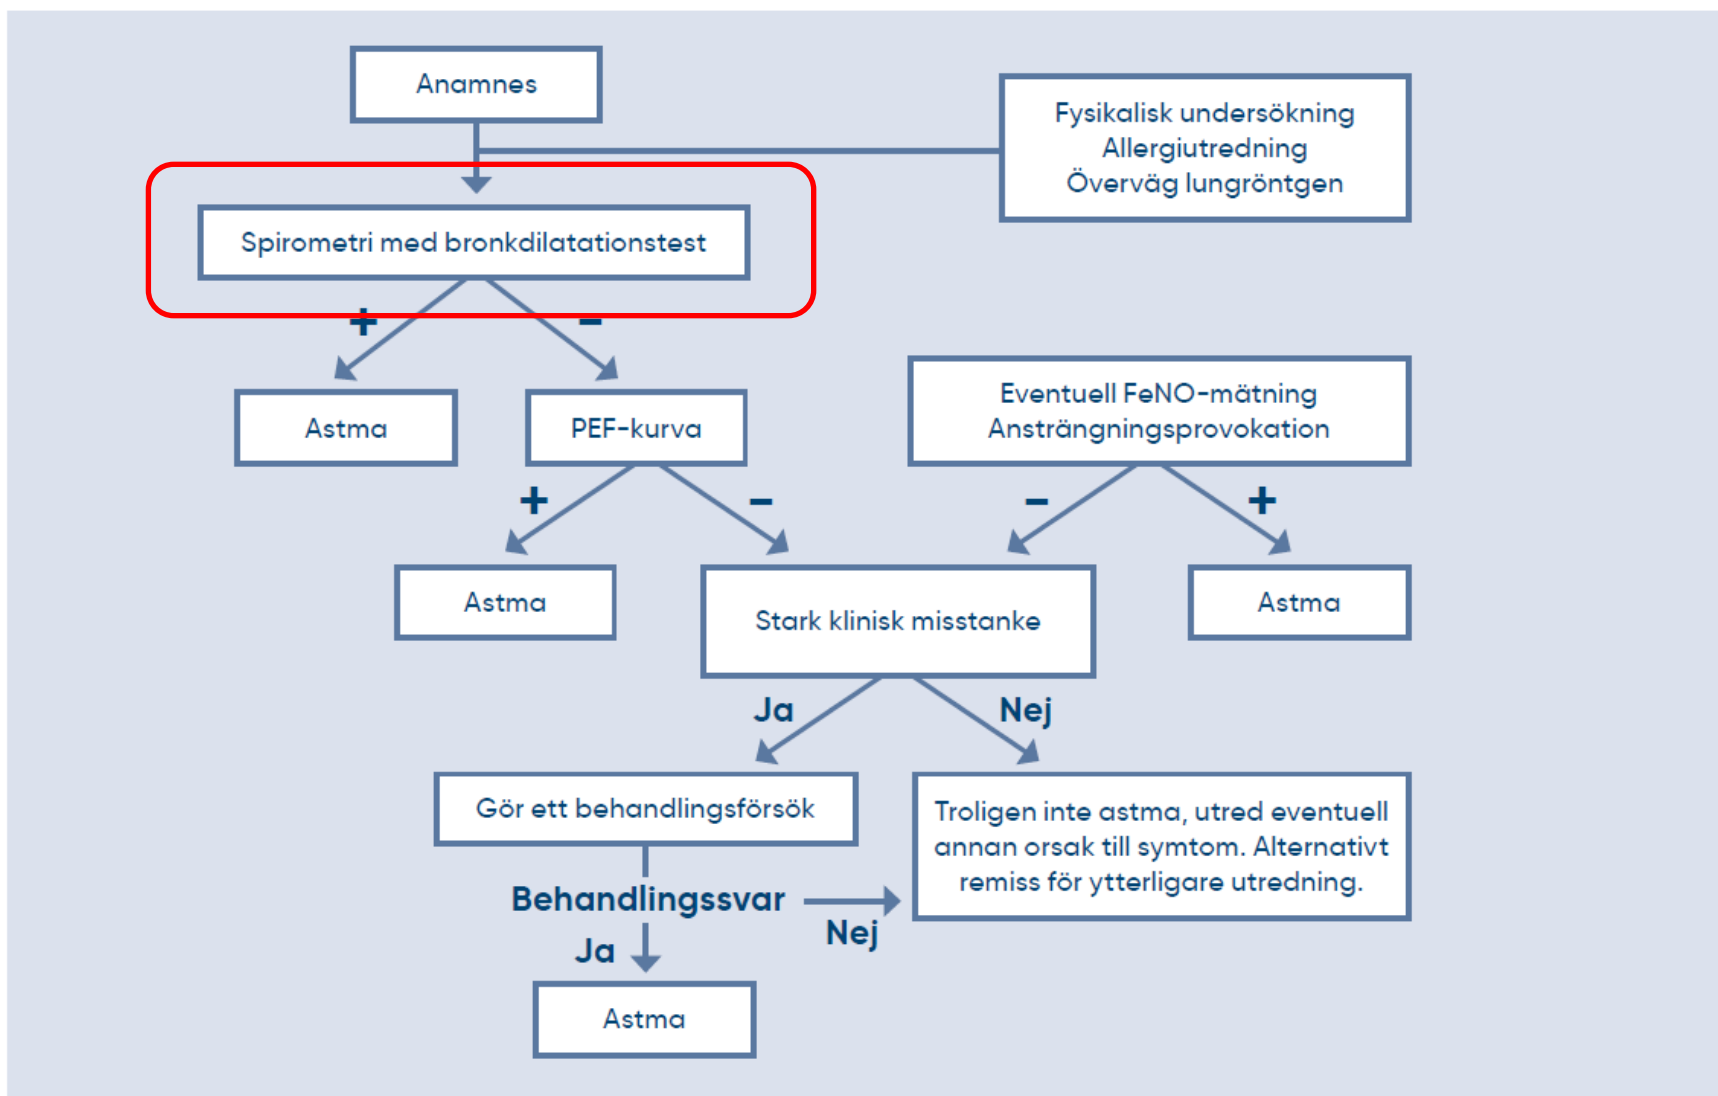 Anamnes
Fysikalisk undersökning
Allergiutredning
Överväg lungröntgen
Spirometri med bronkdilatationstest
+
-
Astma
PEF-kurva
Eventuell FeNO-mätning
Ansträngningsprovokation
+
-
-
+
Astma
Stark klinisk misstanke
Astma
Ja
Nej
Gör ett behandlingsförsök
Troligen inte astma, utred eventuell
annan orsak till symtom. Alternativt
remiss för ytterligare utredning.
Behandlingssvar
Nej
Ja
Astma